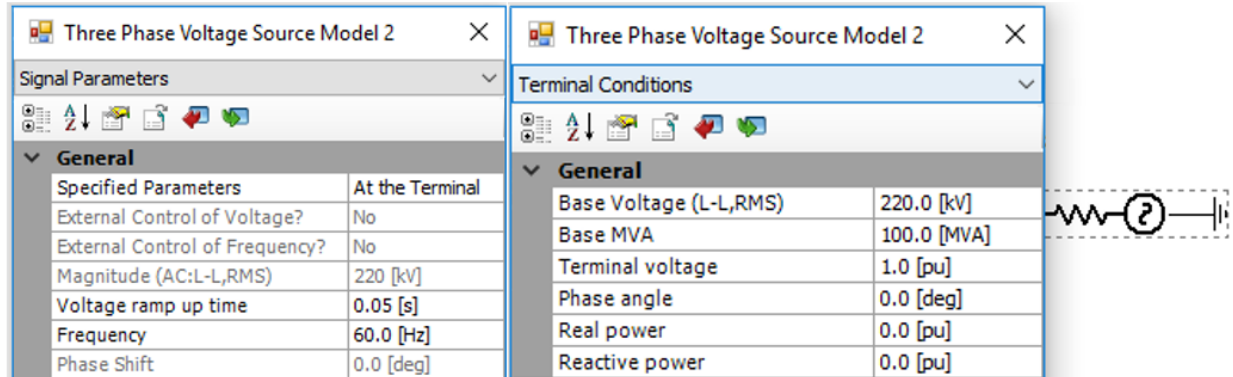 Three Phase Voltage Source Model 2
Signal Parameters
General
Specified Parameters At the Terminal
External Control of Voltage? No
External Control of Frequency? No
Magnitude (AC:L-L,RMS) 220 [kV]
Voltage ramp up time 0.05 [s]
Frequency 60.0 [Hz]
Phase Shift 0.0 [deg]
Three Phase Voltage Source Model 2
Terminal Conditions
General
Base Voltage (L-L,RMS) 220.0 [kV]
Base MVA 100.0 [MVA]
Terminal voltage 1.0 [pu]
Phase angle 0.0 [deg]
Real power 0.0 [pu]
Reactive power 0.0 [pu]